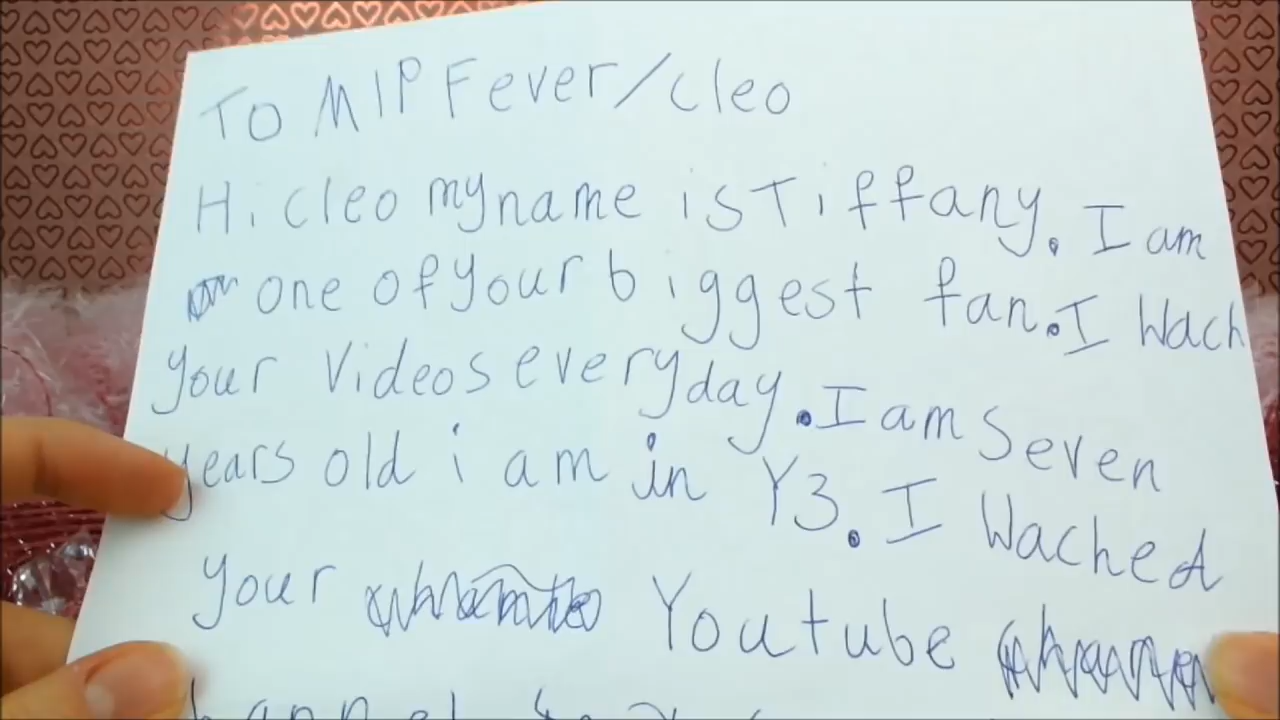 To MIP Fever/cleo
Hi cleo my name is Tiffany. I am
one of your biggest fan. I Wach
your Videos every day. I am Seven
years old i am in Y3. I Wached
your Youtube